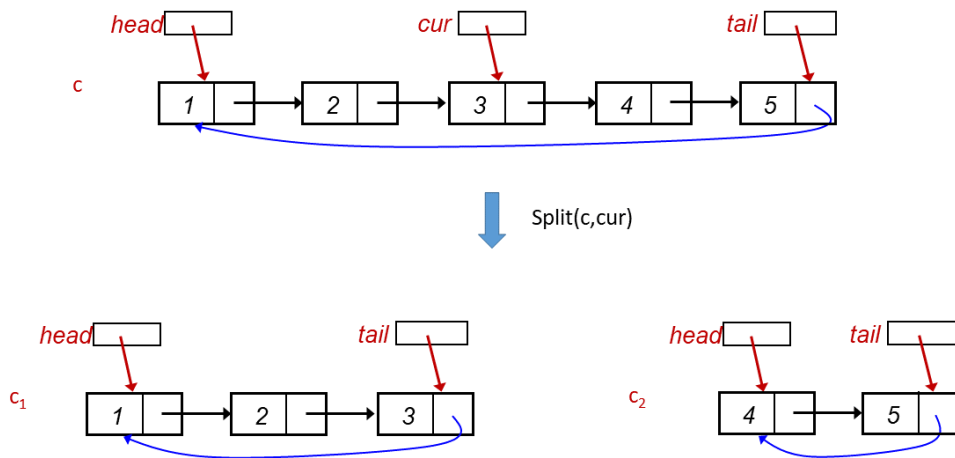 head cur tail
c
1 2 3 4 5
Split(c,cur)
head tail head tail
c1 c2
1 2 3 4 5